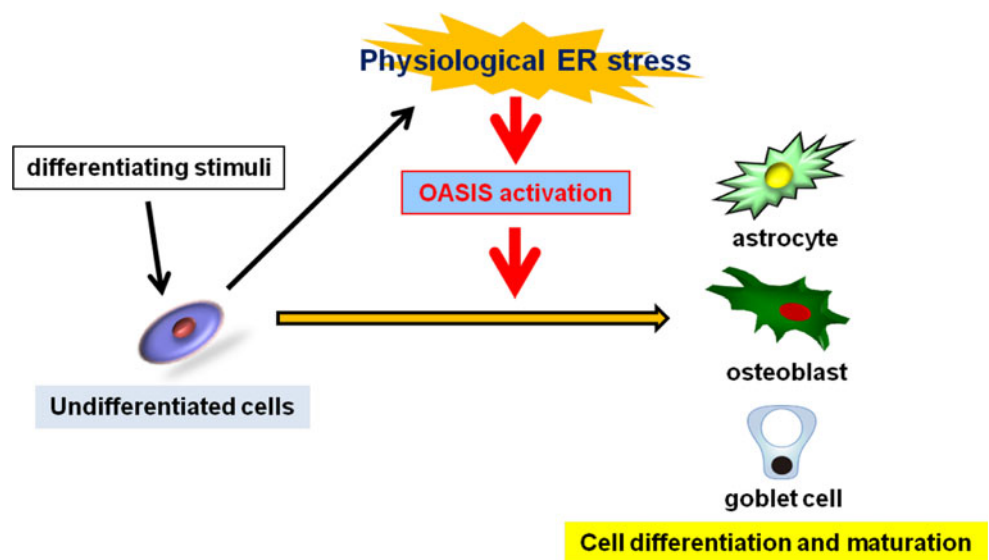 Physiological ER stress
differentiating stimuli
OASIS activation
astrocyte
osteoblast
Undifferentiated cells
goblet cell
Cell differentiation and maturation